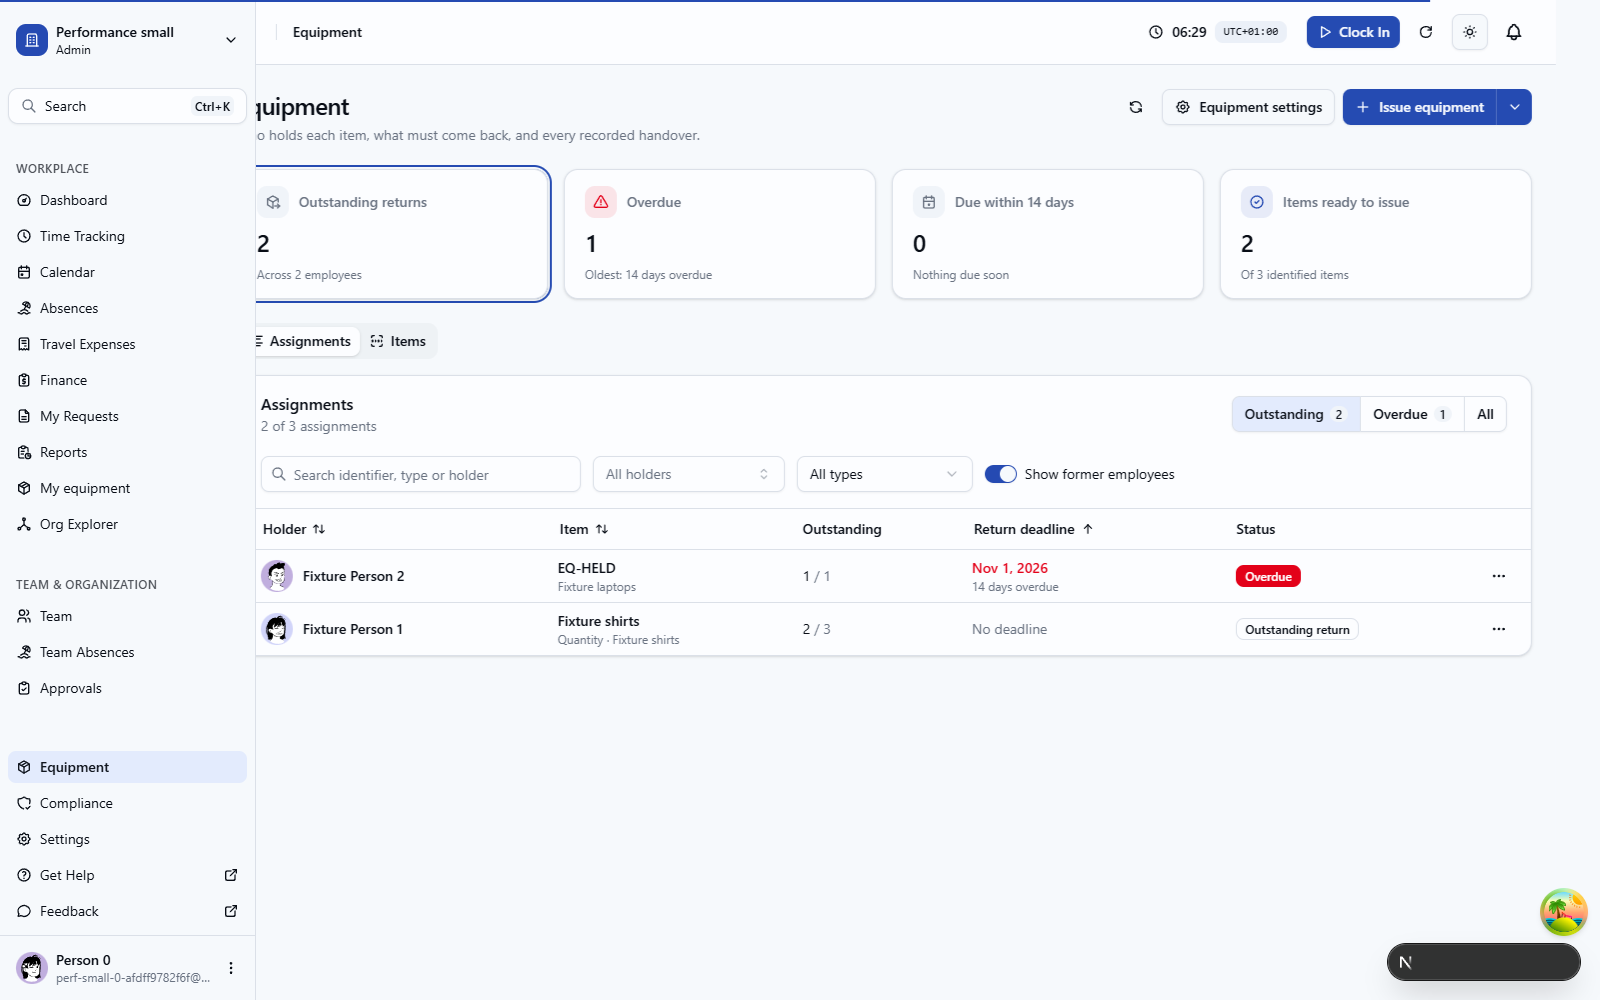 Performance small
Admin
Search
Ctrl+K
WORKPLACE
Dashboard
Time Tracking
Calendar
Absences
Travel Expenses
Finance
My Requests
Reports
My equipment
Org Explorer
TEAM & ORGANIZATION
Team
Team Absences
Approvals
Equipment
Compliance
Settings
Get Help
Feedback
Person 0
perf-small-0-afdff9782f6f@...
Equipment
06:29
UTC+01:00
Clock In
quipment
o holds each item, what must come back, and every recorded handover.
Equipment settings
Issue equipment
Outstanding returns
2
Across 2 employees
Overdue
1
Oldest: 14 days overdue
Due within 14 days
0
Nothing due soon
Items ready to issue
2
Of 3 identified items
Assignments
Items
Assignments
2 of 3 assignments
Outstanding 2
Overdue 1
All
Search identifier, type or holder
All holders
All types
Show former employees
Holder
Item
Outstanding
Return deadline
Status
Fixture Person 2
EQ-HELD
Fixture laptops
1 / 1
Nov 1, 2026
14 days overdue
Overdue
Fixture Person 1
Fixture shirts
Quantity · Fixture shirts
2 / 3
No deadline
Outstanding return
N